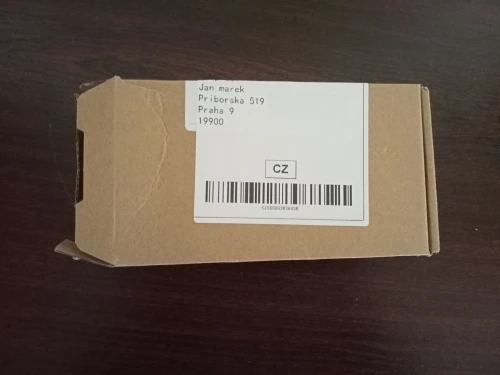 Jan marek
Priborska 519
Praha 9
19900
CZ